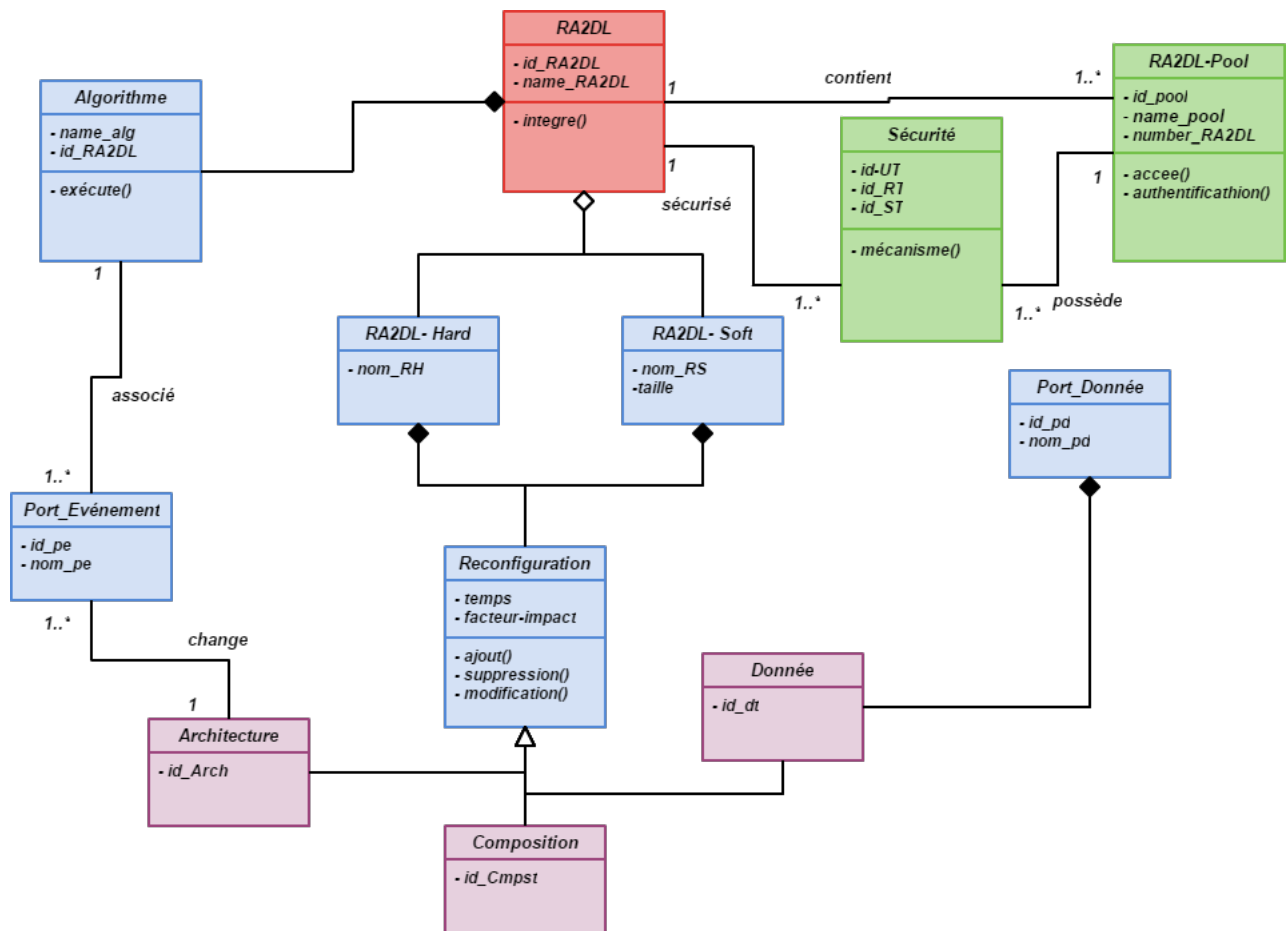 RA2DL
- id_RA2DL
- name_RA2DL
- integre()
Algorithme
- name_alg
- id_RA2DL
- exécute()
1
contient
1..*
RA2DL-Pool
- id_pool
- name_pool
- number_RA2DL
- accee()
- authentificathion()
Sécurité
- id-UT
- id_RT
- id_ST
- mécanisme()
1
sécurisé
1..*
1
possède
1..*
RA2DL- Hard
- nom_RH
RA2DL- Soft
- nom_RS
-taille
Port_Donnée
- id_pd
- nom_pd
1
associé
1..*
Port_Evénement
- id_pe
- nom_pe
1..*
change
1
Reconfiguration
- temps
- facteur-impact
- ajout()
- suppression()
- modification()
Donnée
- id_dt
Architecture
- id_Arch
Composition
- id_Cmpst